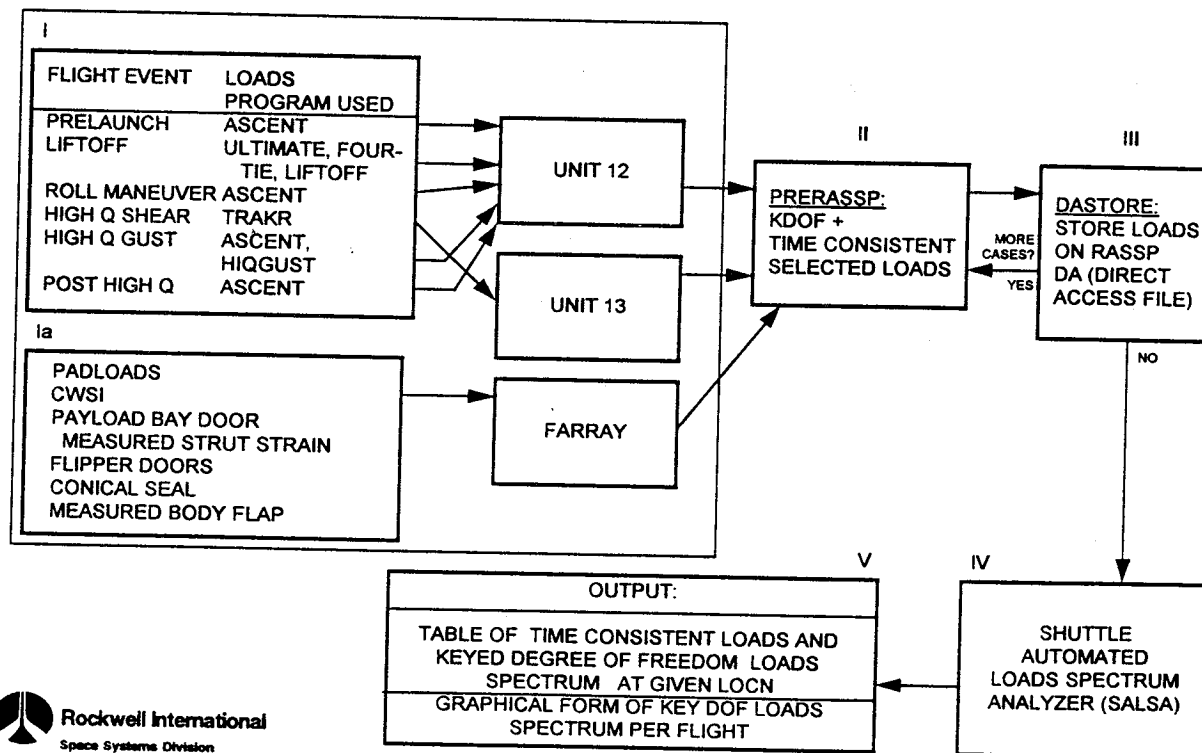 I
FLIGHT EVENT LOADS
PROGRAM USED
PRELAUNCH ASCENT
LIFTOFF ULTIMATE, FOUR-
TIE, LIFTOFF
ROLL MANEUVER ASCENT
HIGH Q SHEAR TRAKR
HIGH Q GUST ASCENT,
HIQGUST
POST HIGH Q ASCENT
Ia
PADLOADS
CWSI
PAYLOAD BAY DOOR
MEASURED STRUT STRAIN
FLIPPER DOORS
CONICAL SEAL
MEASURED BODY FLAP
UNIT 12
UNIT 13
FARRAY
II
PRERASSP:
KDOF +
TIME CONSISTENT
SELECTED LOADS
MORE
CASES?
YES
III
DASTORE:
STORE LOADS
ON RASSP
DA (DIRECT
ACCESS FILE)
NO
IV
SHUTTLE
AUTOMATED
LOADS SPECTRUM
ANALYZER (SALSA)
V
OUTPUT:
TABLE OF TIME CONSISTENT LOADS AND
KEYED DEGREE OF FREEDOM LOADS
SPECTRUM AT GIVEN LOCN
GRAPHICAL FORM OF KEY DOF LOADS
SPECTRUM PER FLIGHT
Rockwell International
Space Systems Division